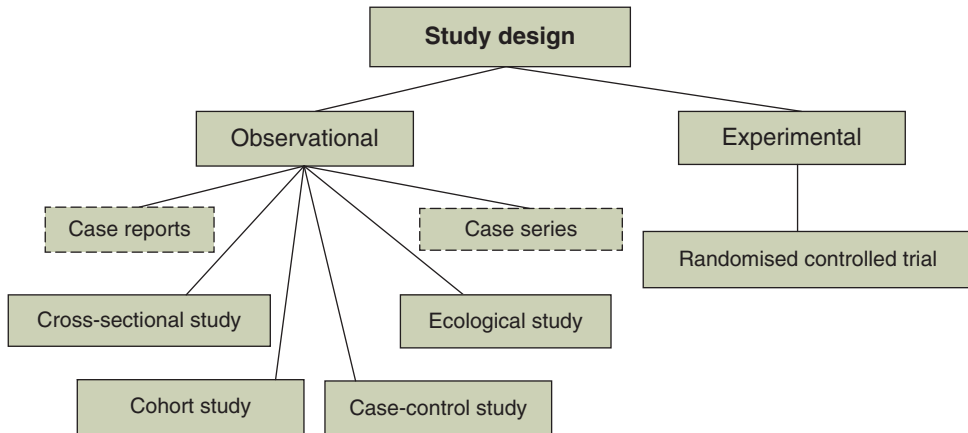 Study design
Observational
Experimental
Case reports
Case series
Randomised controlled trial
Cross-sectional study
Ecological study
Cohort study
Case-control study